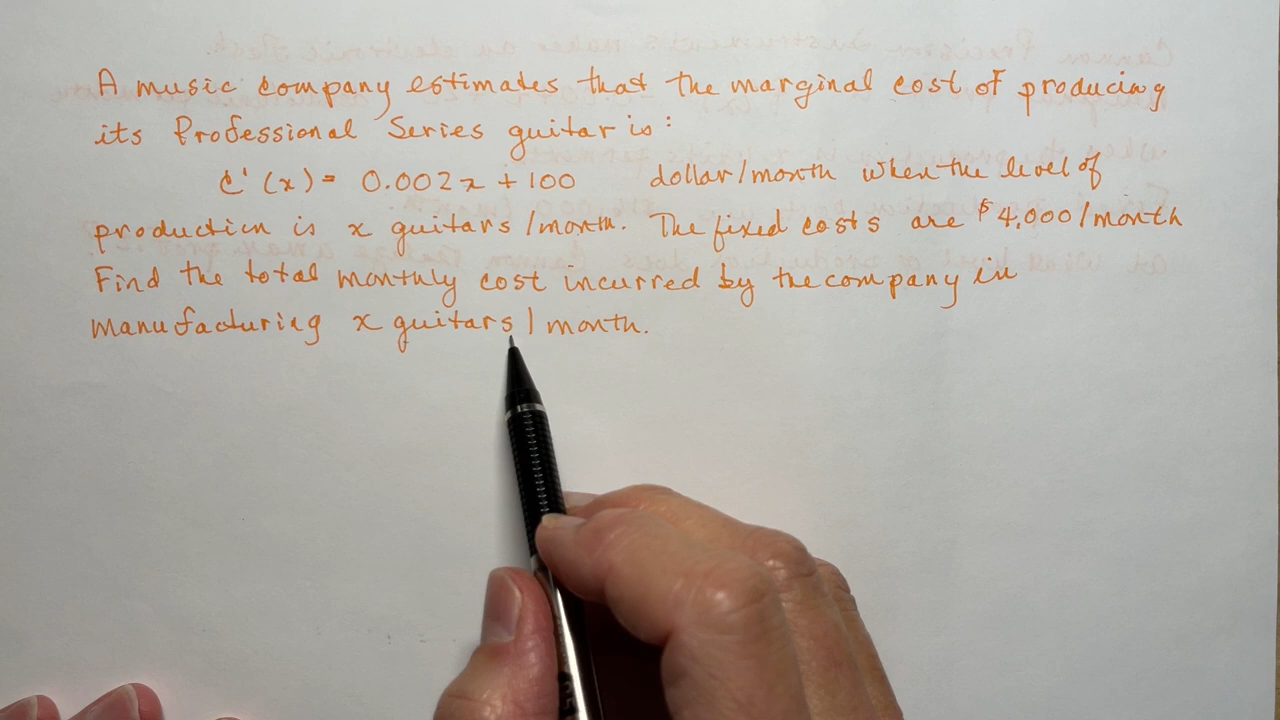 A music company estimates that the marginal cost of producing
its Professional Series guitar is:
C'(x) = 0.002x + 100 dollar/month when the level of
production is x guitars/month. The fixed costs are $4,000/month
Find the total monthly cost incurred by the company in
manufacturing x guitars/month.